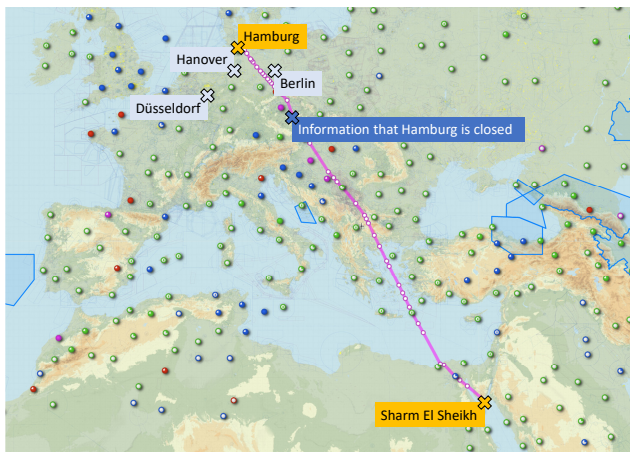 Hamburg
Hanover
Berlin
Düsseldorf
Information that Hamburg is closed
Sharm El Sheikh